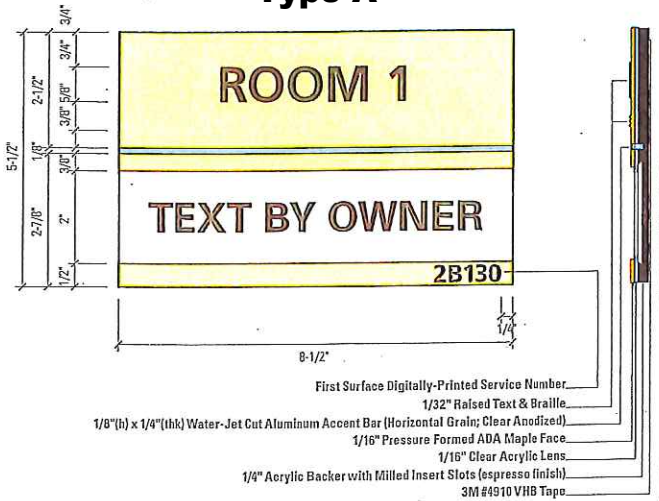 Type A
3/4"
3/4"
5/8"
3/8"
2-1/2"
1/8"
3/8"
5-1/2"
2-7/8"
2"
1/2"
ROOM 1
TEXT BY OWNER
2B130
1/4"
8-1/2"
First Surface Digitally-Printed Service Number
1/32" Raised Text & Braille
1/8"(h) x 1/4"(thk) Water-Jet Cut Aluminum Accent Bar (Horizontal Grain; Clear Anodized)
1/16" Pressure Formed ADA Maple Face
1/16" Clear Acrylic Lens
1/4" Acrylic Backer with Milled Insert Slots (espresso finish)
3M #4910 VHB Tape